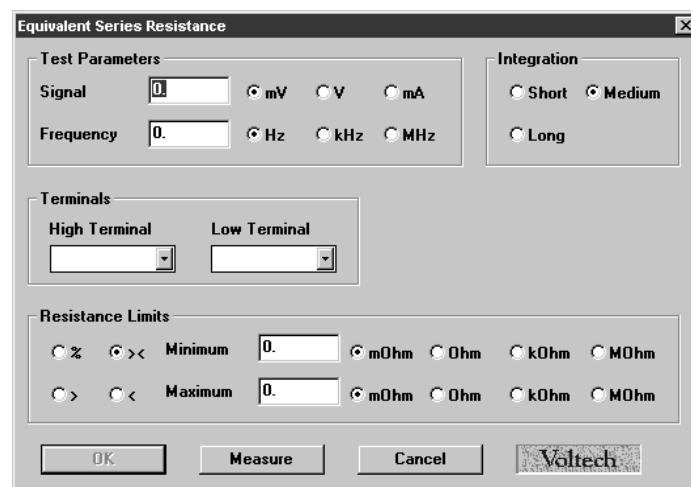 Equivalent Series Resistance
Test Parameters
Signal 0. mV V mA
Frequency 0. Hz kHz MHz
Integration
Short Medium
Long
Terminals
High Terminal Low Terminal
Resistance Limits
% >< Minimum 0. mOhm Ohm kOhm MOhm
> < Maximum 0. mOhm Ohm kOhm MOhm
OK Measure Cancel Voltech